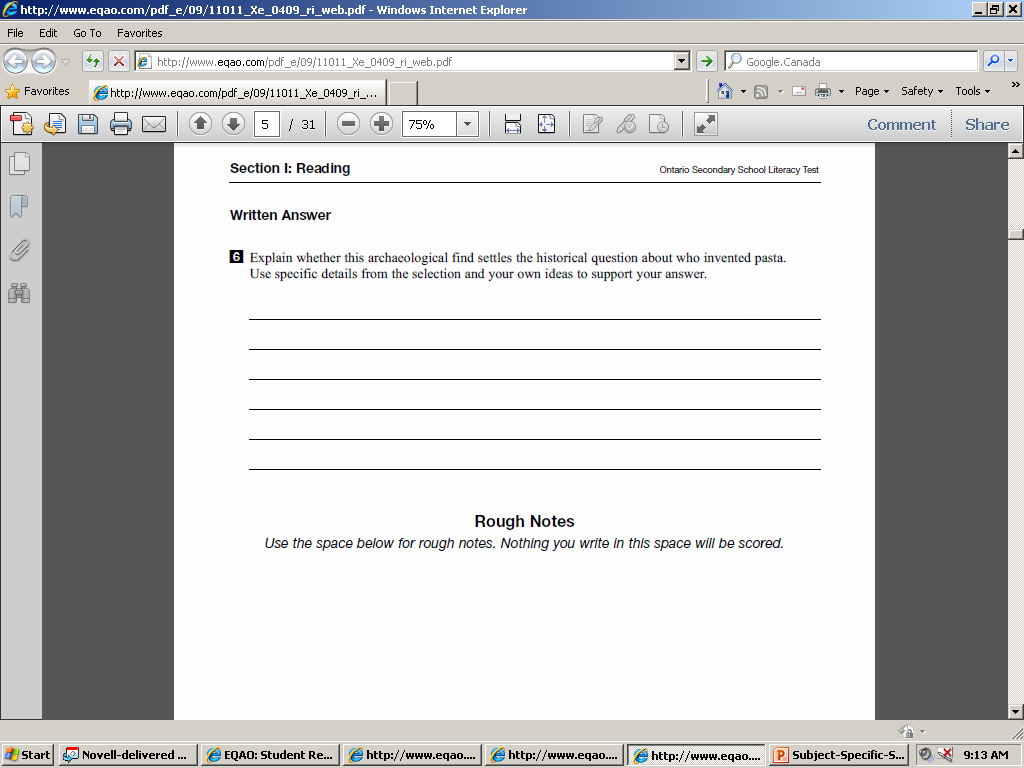 http://www.eqao.com/pdf_e/09/11011_Xe_0409_ri_web.pdf - Windows Internet Explorer
File Edit Go To Favorites
http://www.eqao.com/pdf_e/09/11011_Xe_0409_ri_web.pdf Google.Canada
Favorites http://www.eqao.com/pdf_e/09/11011_Xe_0409_ri_... Page Safety Tools »
5 / 31 75% Comment Share
Section I: Reading Ontario Secondary School Literacy Test
Written Answer
6 Explain whether this archaeological find settles the historical question about who invented pasta.
Use specific details from the selection and your own ideas to support your answer.
Rough Notes
Use the space below for rough notes. Nothing you write in this space will be scored.
Start Novell-delivered ... EQAO: Student Re... http://www.eqao.... http://www.eqao.... http://www.eqao.... Subject-Specific-S... 9:13 AM